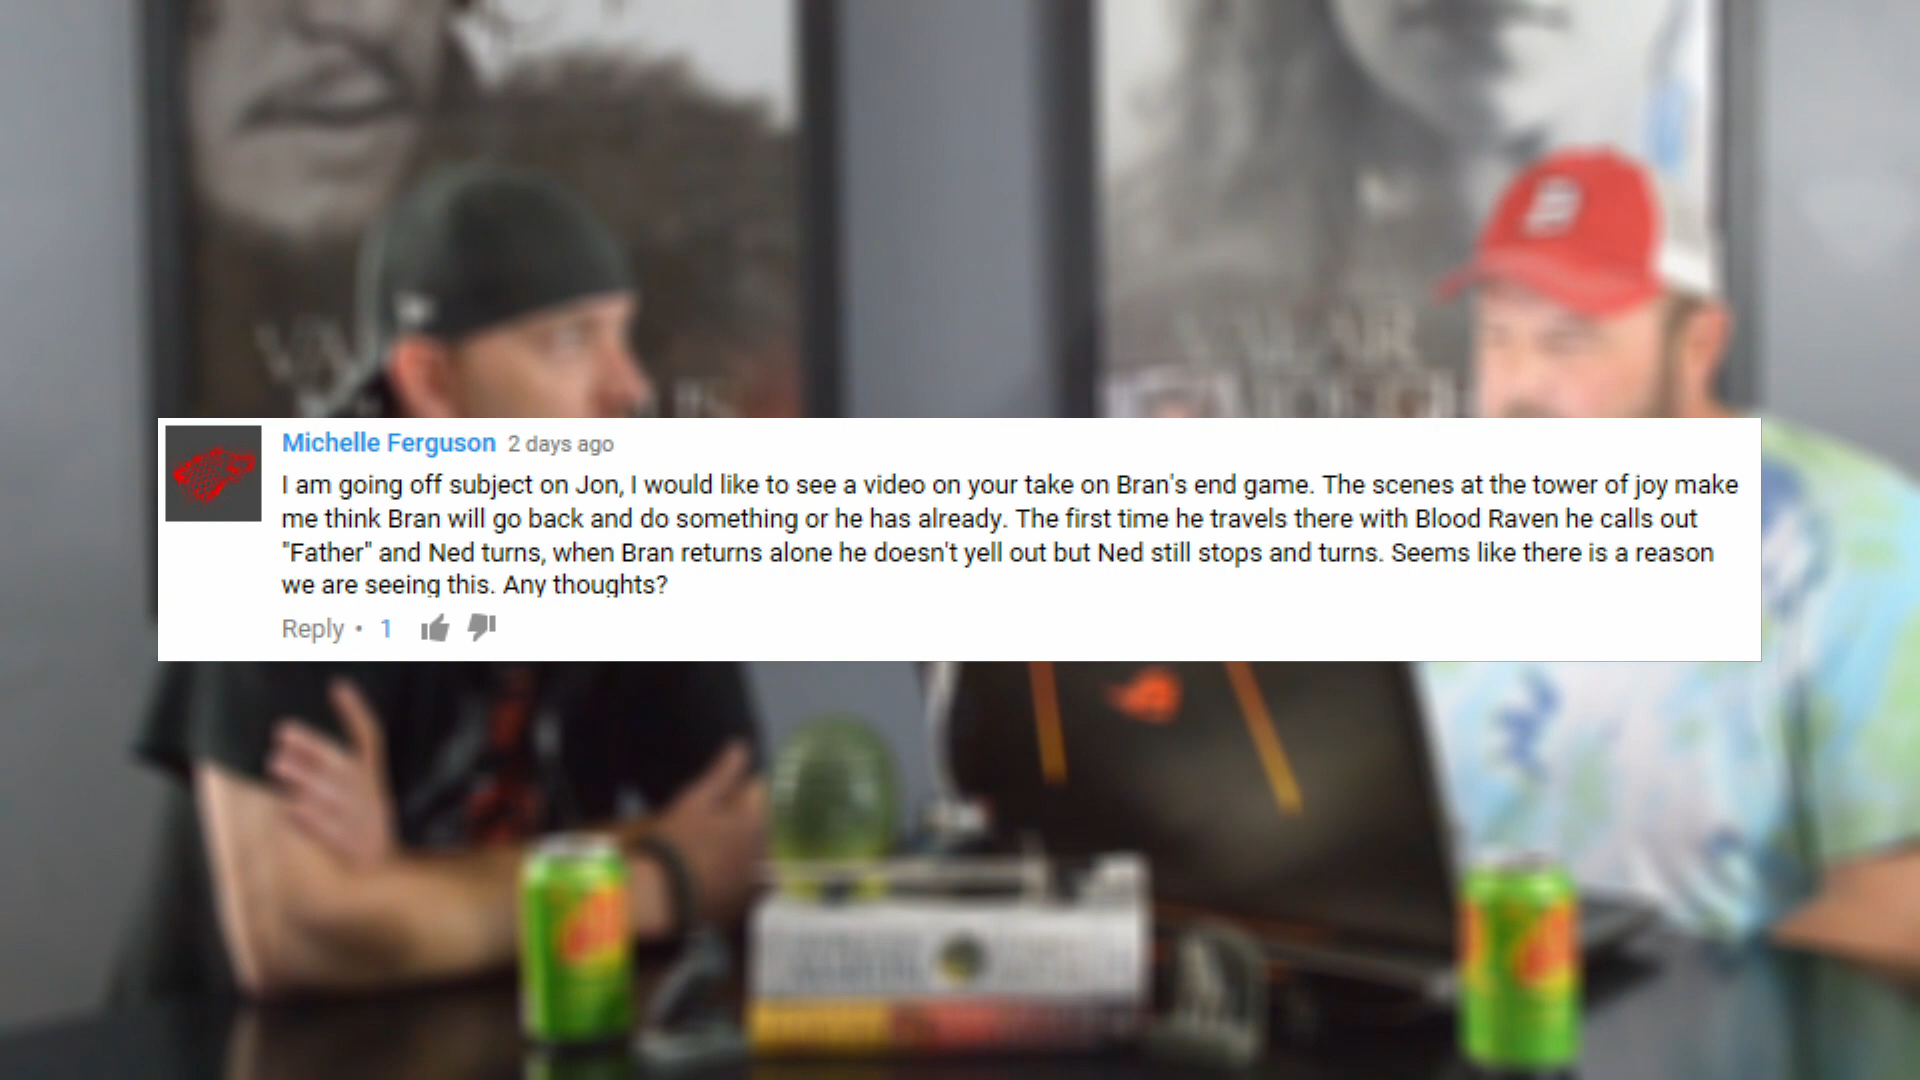 VALAR
VALAR
Michelle Ferguson 2 days ago
I am going off subject on Jon, I would like to see a video on your take on Bran's end game. The scenes at the tower of joy make
me think Bran will go back and do something or he has already. The first time he travels there with Blood Raven he calls out
"Father" and Ned turns, when Bran returns alone he doesn't yell out but Ned still stops and turns. Seems like there is a reason
we are seeing this. Any thoughts?
Reply • 1